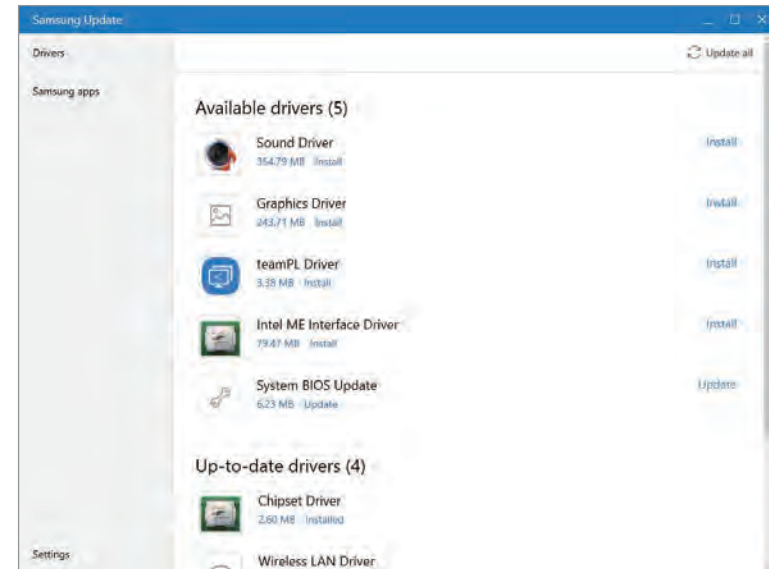 Samsung Update
Drivers
Update all
Samsung apps
Available drivers (5)
Sound Driver
Install
364.79 MB Install
Graphics Driver
Install
243.71 MB Install
teamPL Driver
Install
3.38 MB Install
Intel ME Interface Driver
Install
79.47 MB Install
System BIOS Update
Update
6.23 MB Update
Up-to-date drivers (4)
Chipset Driver
2.60 MB Installed
Settings
Wireless LAN Driver